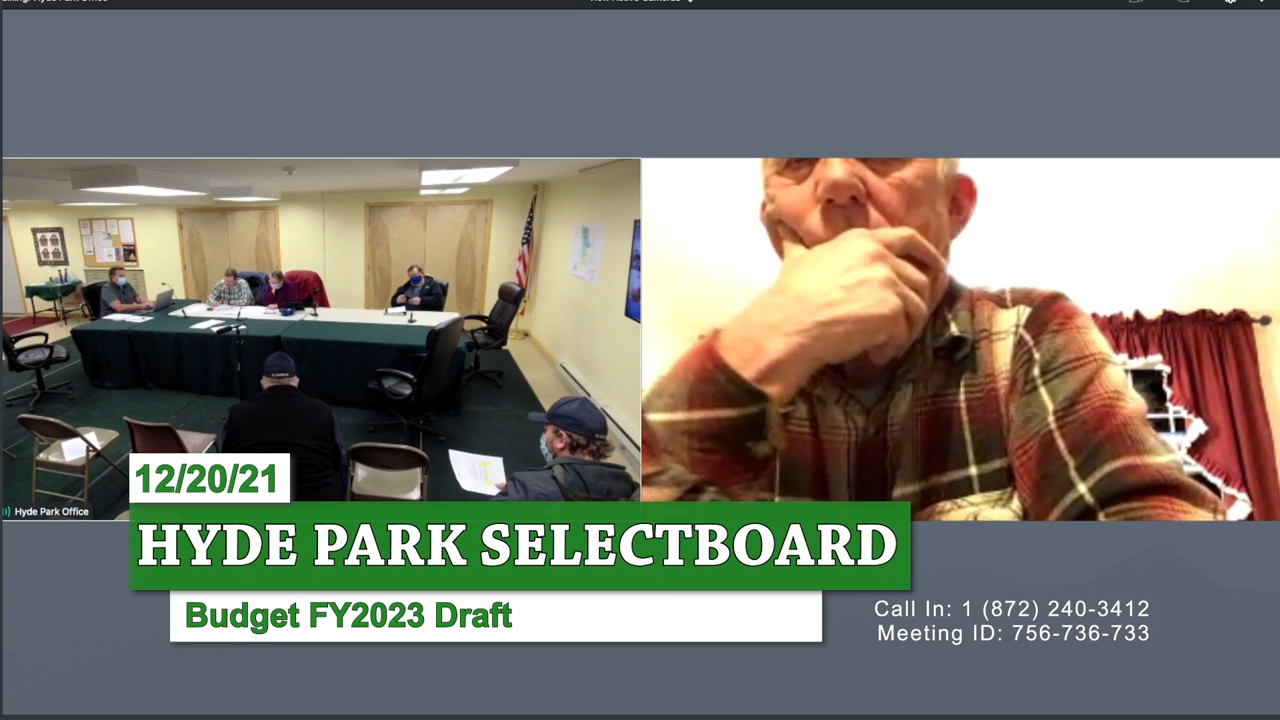 Hyde Park Office
12/20/21
HYDE PARK SELECTBOARD
Budget FY2023 Draft
Call In: 1 (872) 240-3412
Meeting ID: 756-736-733